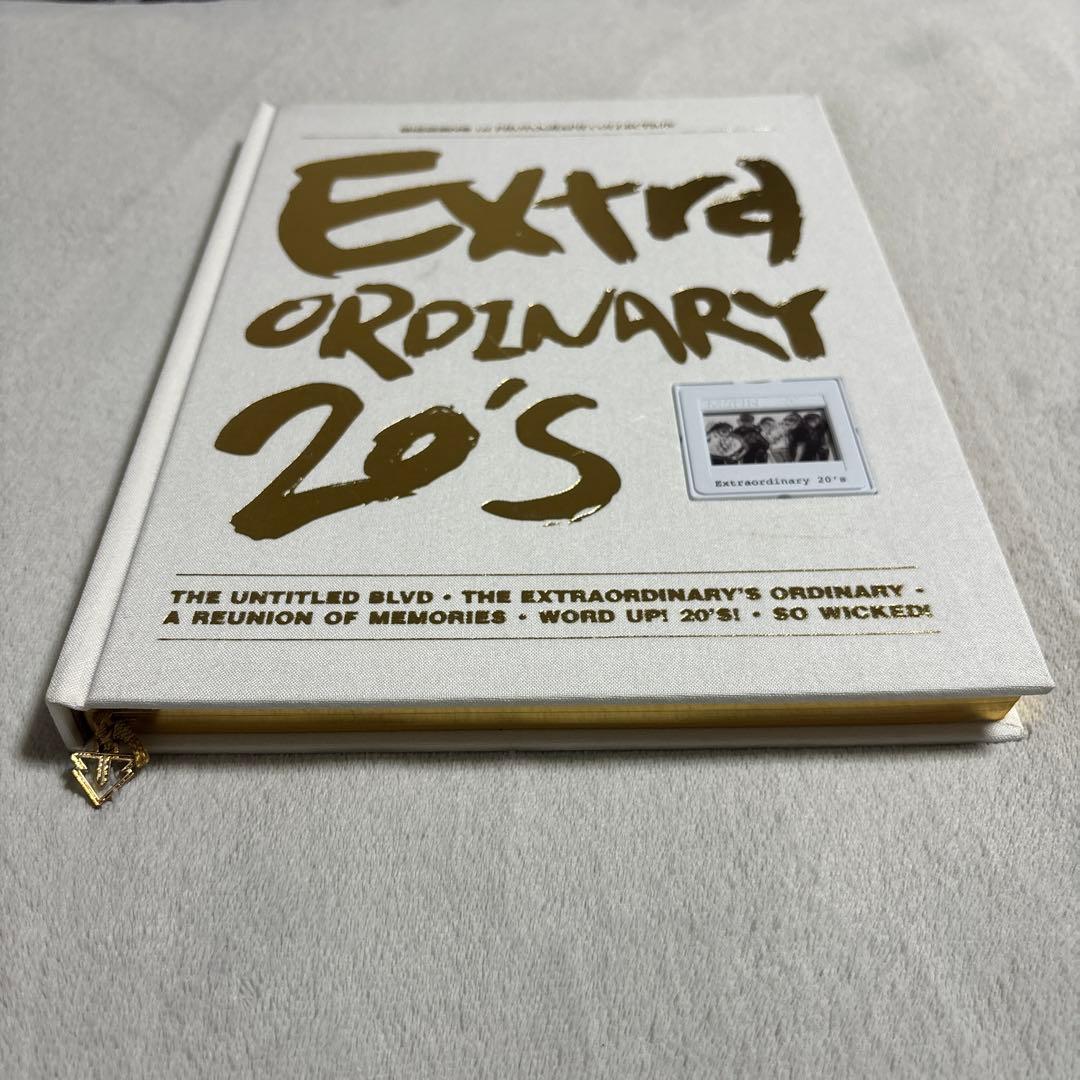 Extra
ORDINARY
20's
Extraordinary 20's
THE UNTITLED BLVD · THE EXTRAORDINARY'S ORDINARY ·
A REUNION OF MEMORIES · WORD UP! 20'S! · SO WICKED!